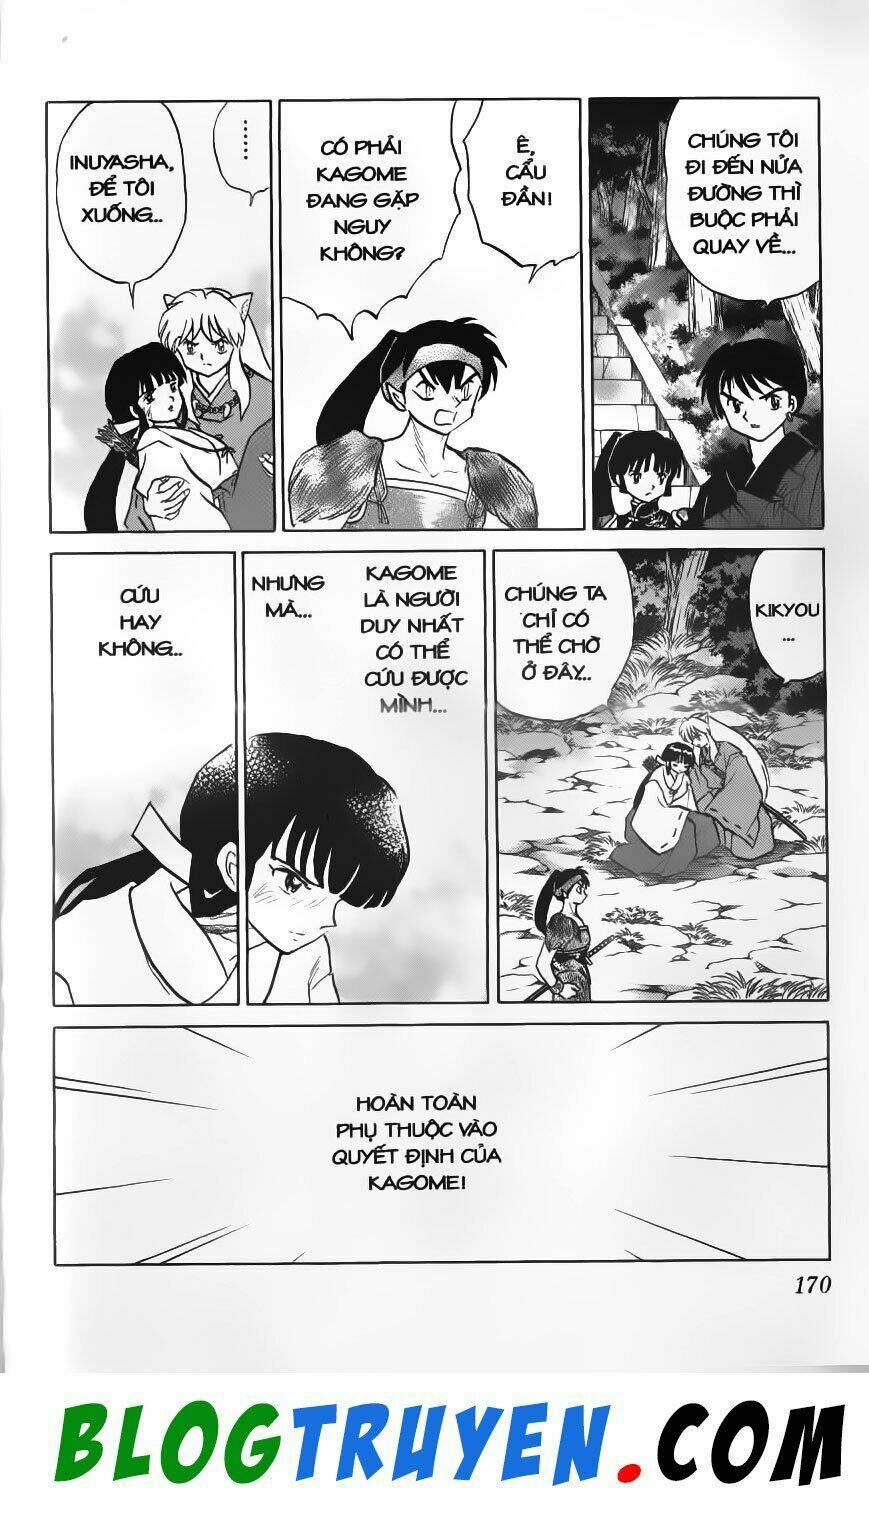 CHÚNG TÔI
ĐI ĐẾN NỬA
ĐƯỜNG THÌ
BUỘC PHẢI
QUAY VỀ...
Ê,
CẨU
ĐẦN!
CÓ PHẢI
KAGOME
ĐANG GẶP
NGUY
KHÔNG?
......
INUYASHA,
ĐỂ TÔI
XUỐNG...
KIKYOU
...
CHÚNG TA
CHỈ CÓ
THỂ CHỜ
Ở ĐÂY...
KAGOME
LÀ NGƯỜI
DUY NHẤT
CÓ THỂ
CỨU ĐƯỢC
MÌNH...
NHƯNG
MÀ...
CỨU
HAY
KHÔNG...
HOÀN TOÀN
PHỤ THUỘC VÀO
QUYẾT ĐỊNH CỦA
KAGOME!
170
BLOGTRUYEN.COM